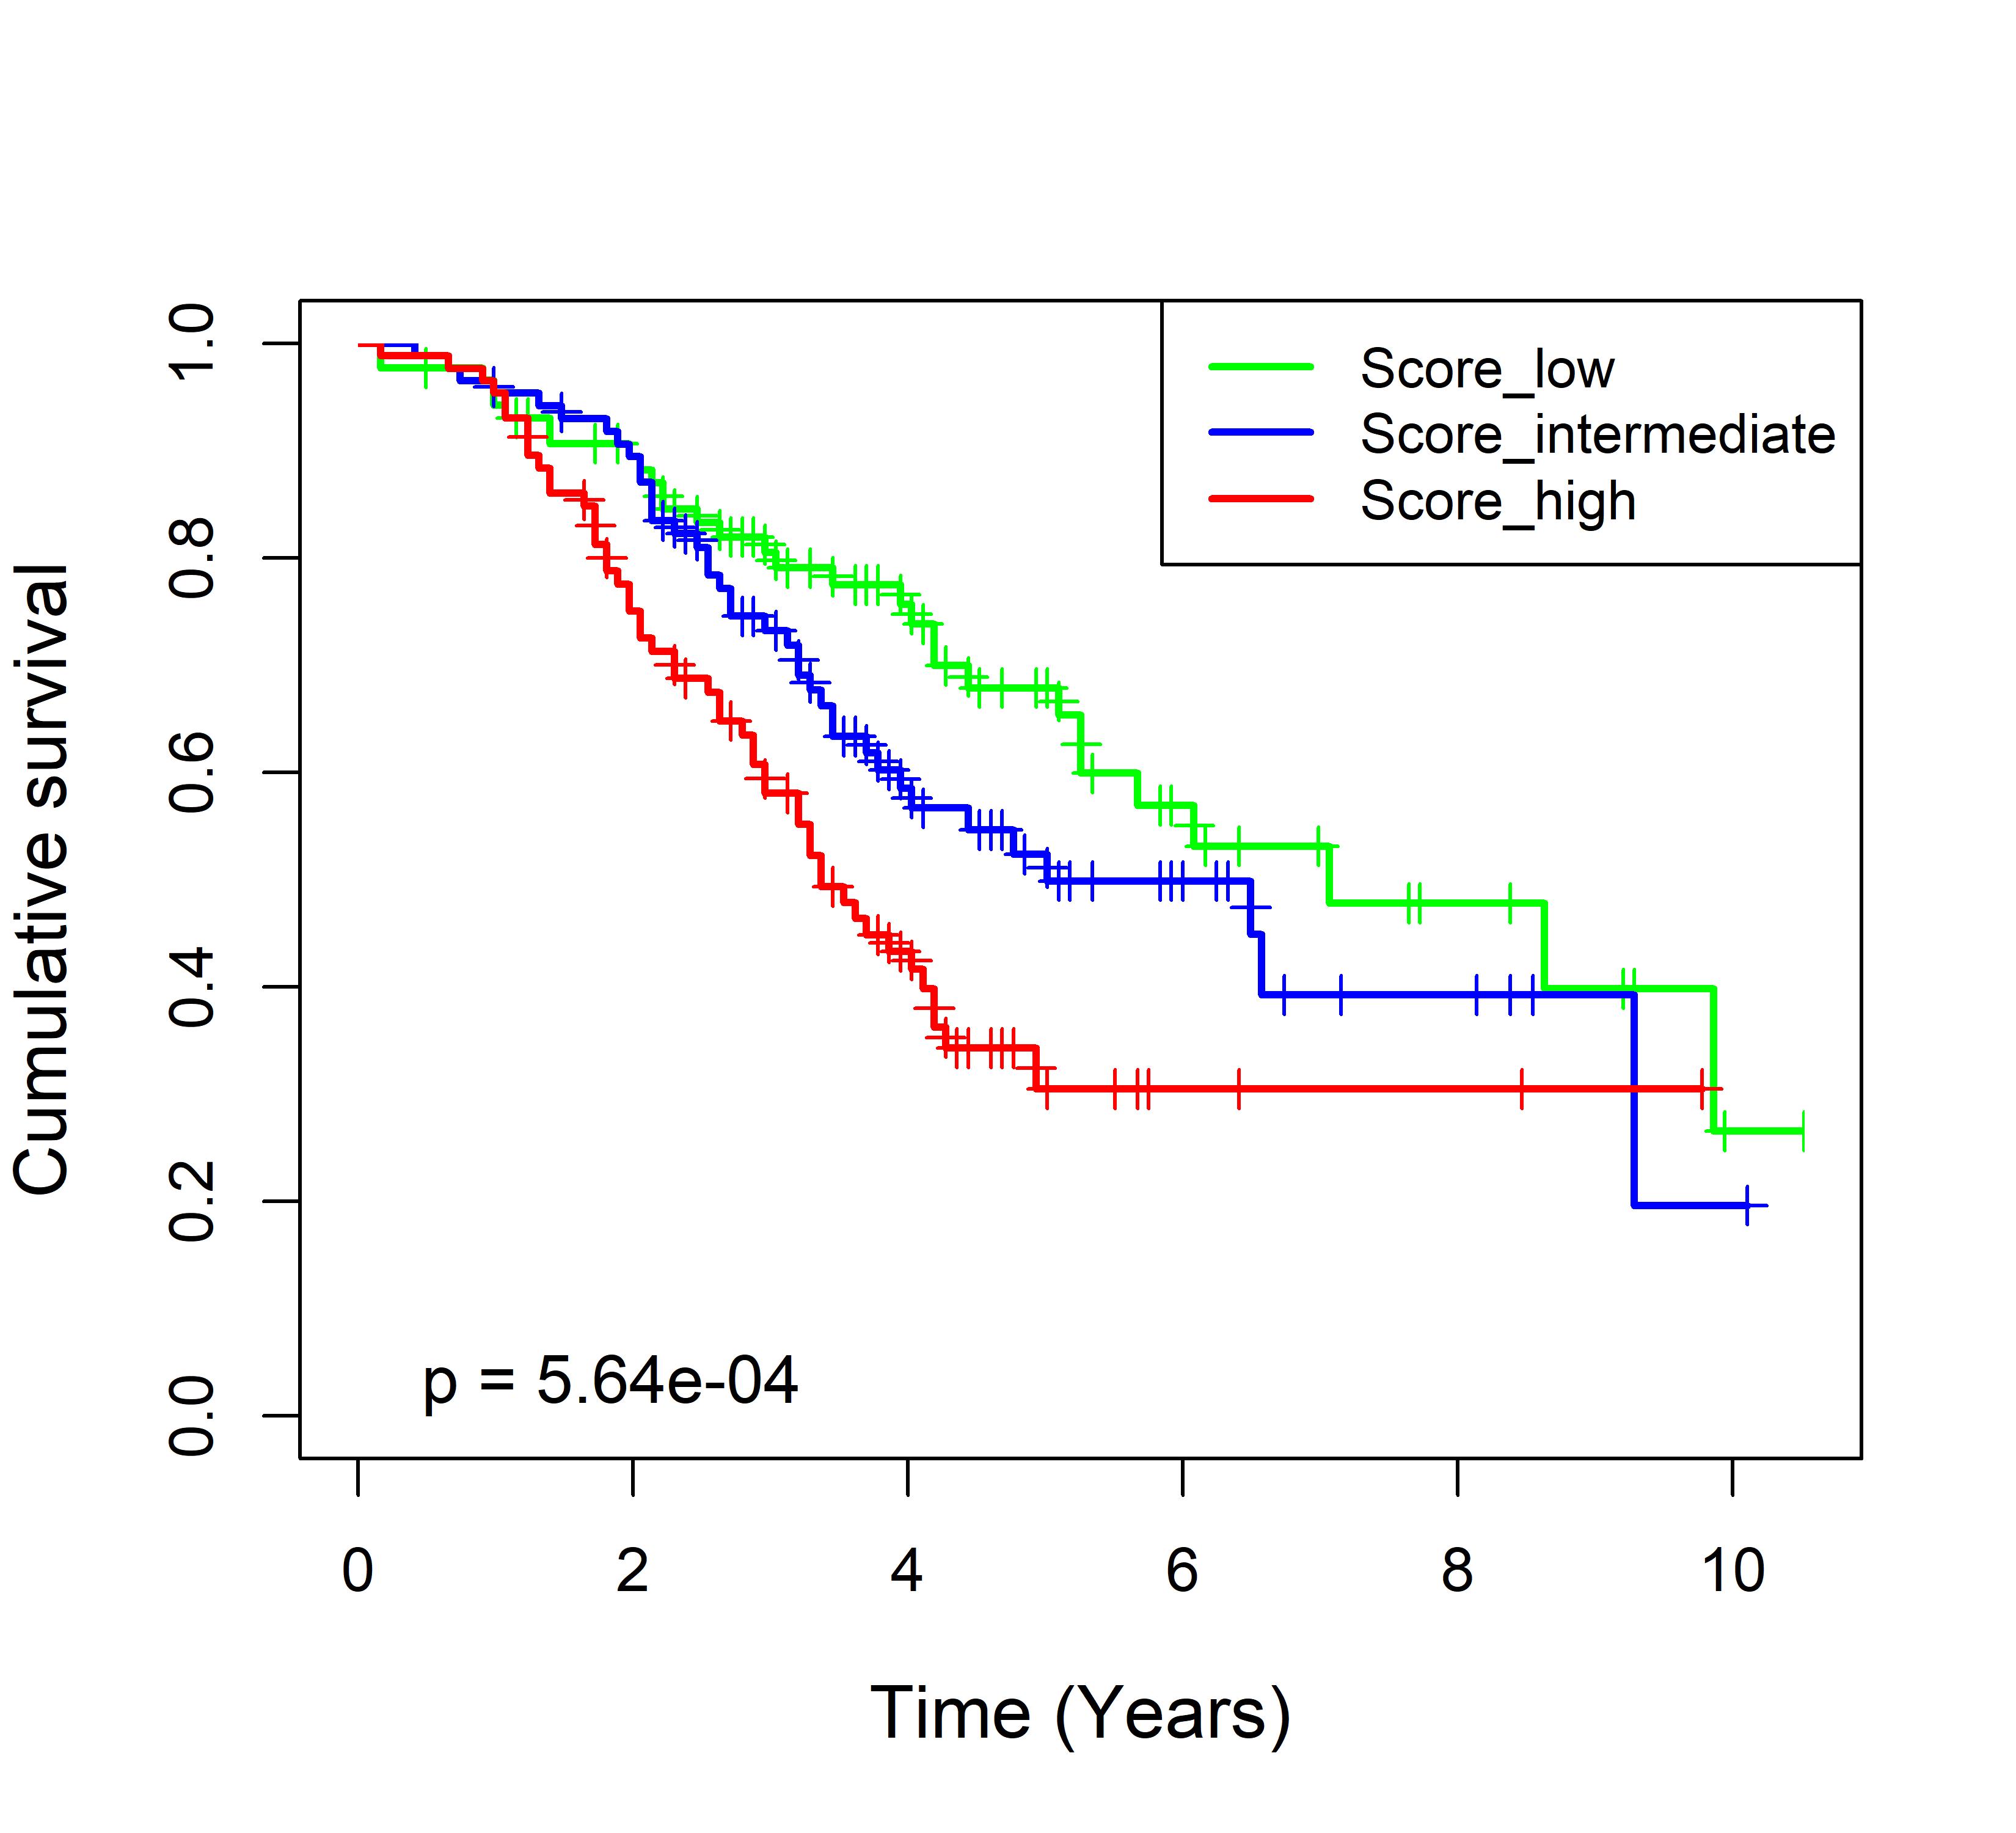 Score_low
Score_intermediate
Score_high
Cumulative survival
1.0
0.8
0.6
0.4
0.2
0.0
p = 5.64e-04
0 2 4 6 8 10
Time (Years)